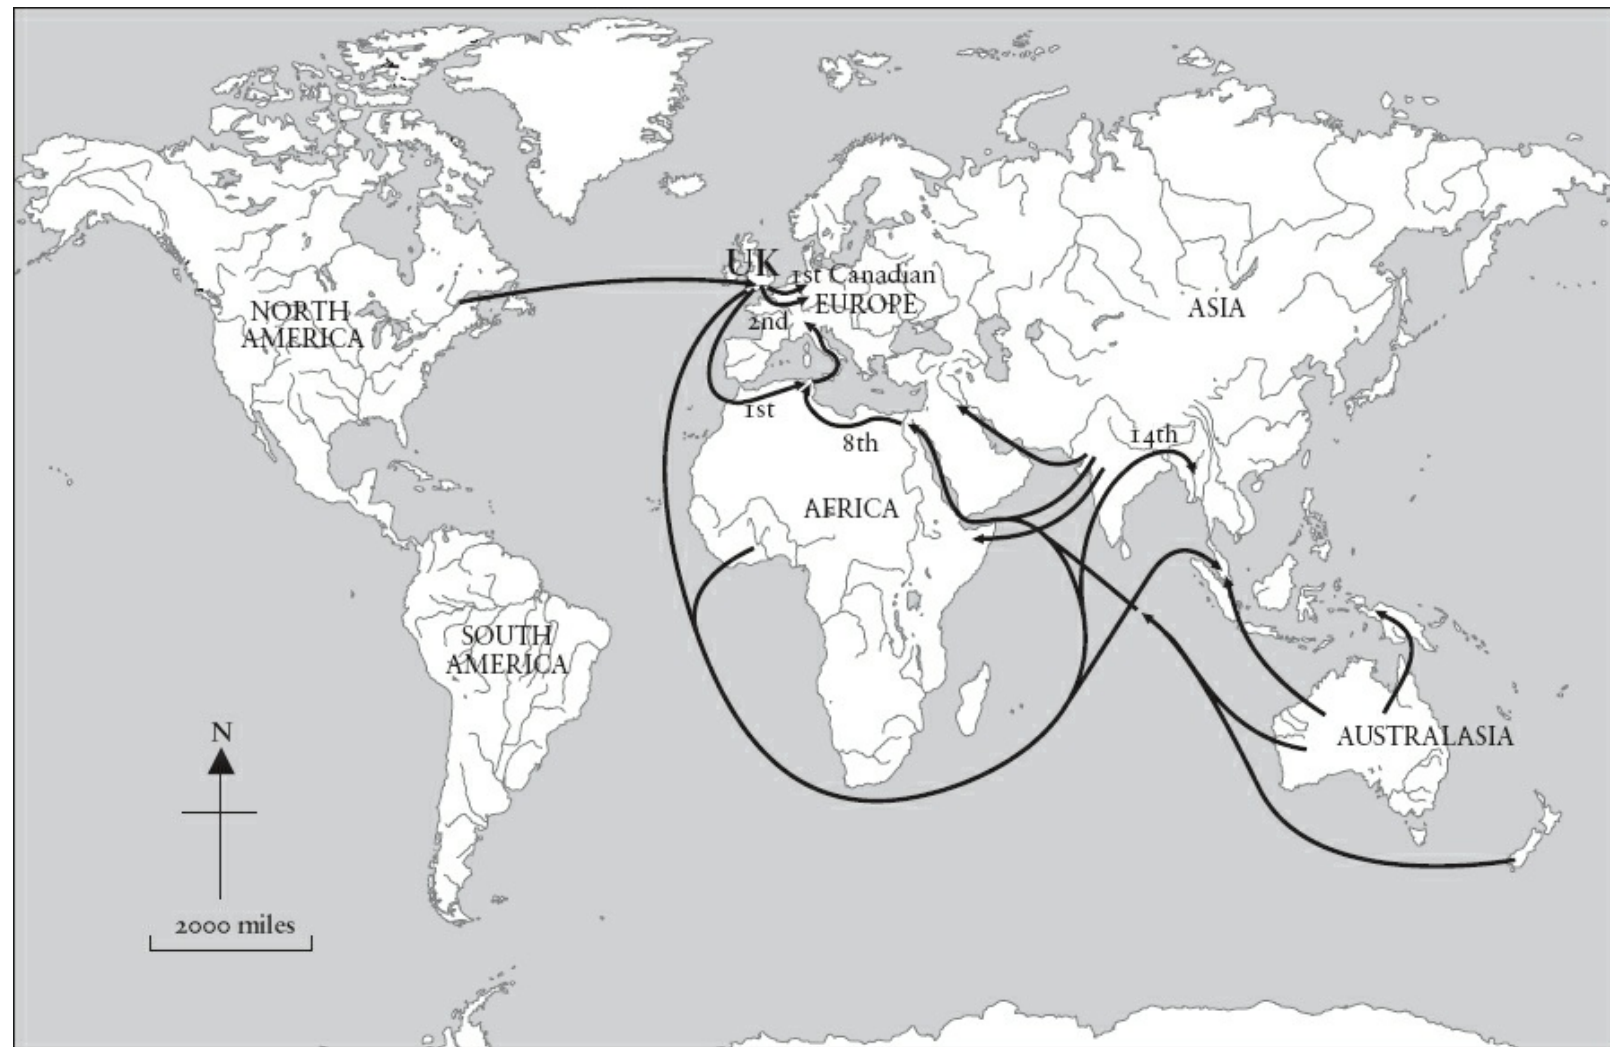 UK
1st Canadian
EUROPE
2nd
NORTH
AMERICA
ASIA
1st
8th
14th
AFRICA
SOUTH
AMERICA
AUSTRALASIA
N
2000 miles